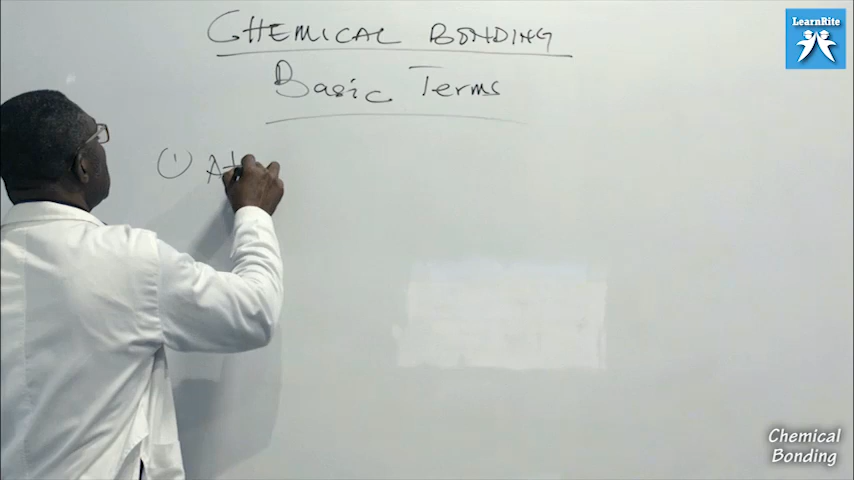 LearnRite
CHEMICAL BONDING
Basic Terms
(1) At
Chemical
Bonding